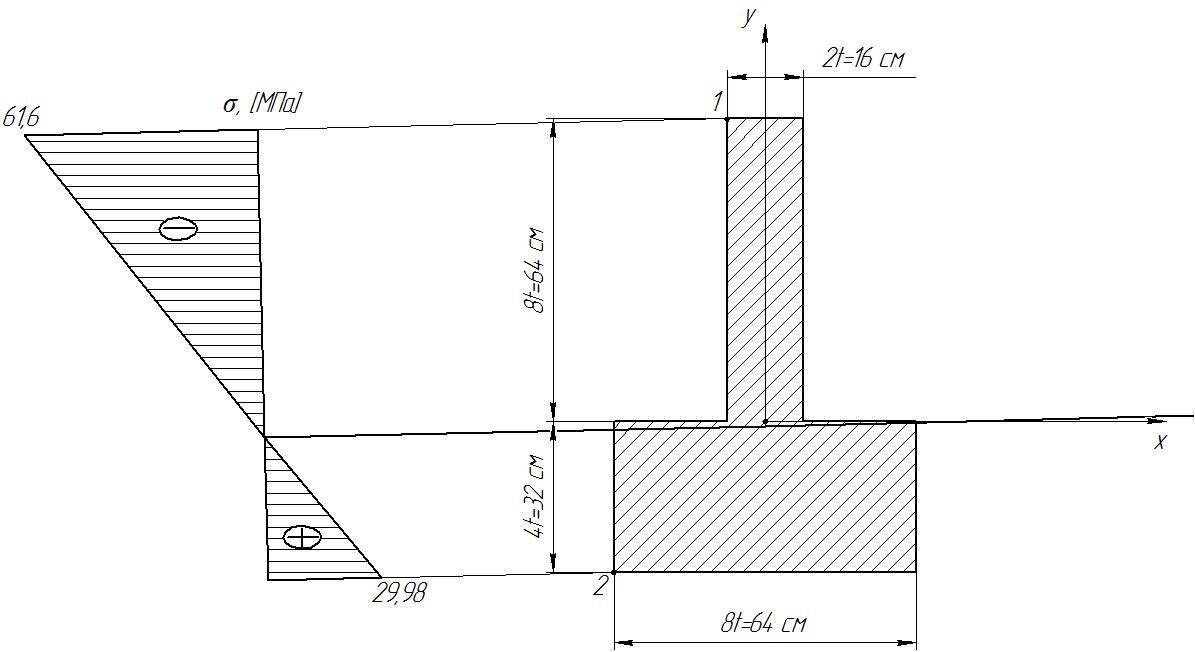 y
2t=16 см
1
σ, [МПа]
61,6
8t=64 см
x
4t=32 см
29,98
2
8t=64 см